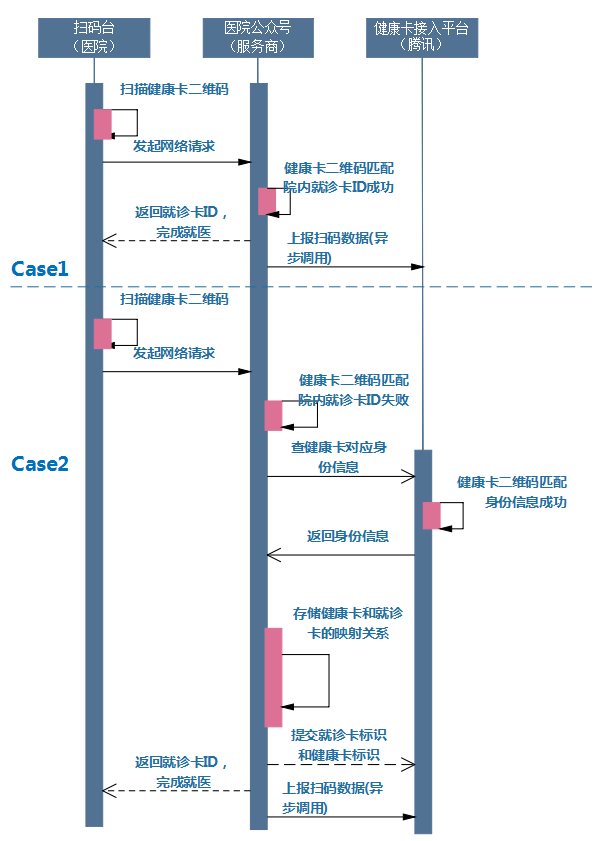 扫码台
（医院）
医院公众号
（服务商）
健康卡接入平台
（腾讯）
扫描健康卡二维码
发起网络请求
健康卡二维码匹配
院内就诊卡ID成功
返回就诊卡ID，
完成就医
上报扫码数据(异
步调用)
Case1
扫描健康卡二维码
发起网络请求
健康卡二维码匹配
院内就诊卡ID失败
查健康卡对应身
份信息
Case2
健康卡二维码匹配
身份信息成功
返回身份信息
存储健康卡和就诊
卡的映射关系
提交就诊卡标识
和健康卡标识
返回就诊卡ID，
完成就医
上报扫码数据(异
步调用)